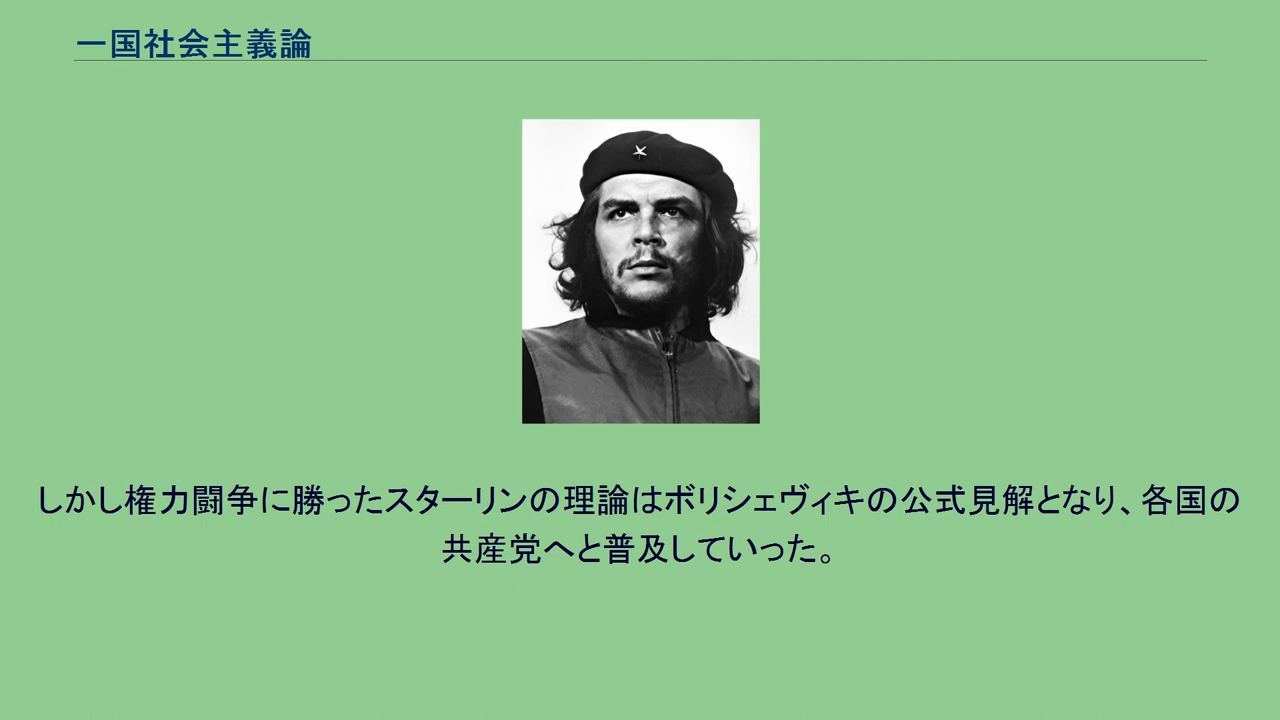 一国社会主義論
しかし権力闘争に勝ったスターリンの理論はボリシェヴィキの公式見解となり、各国の
共産党へと普及していった。